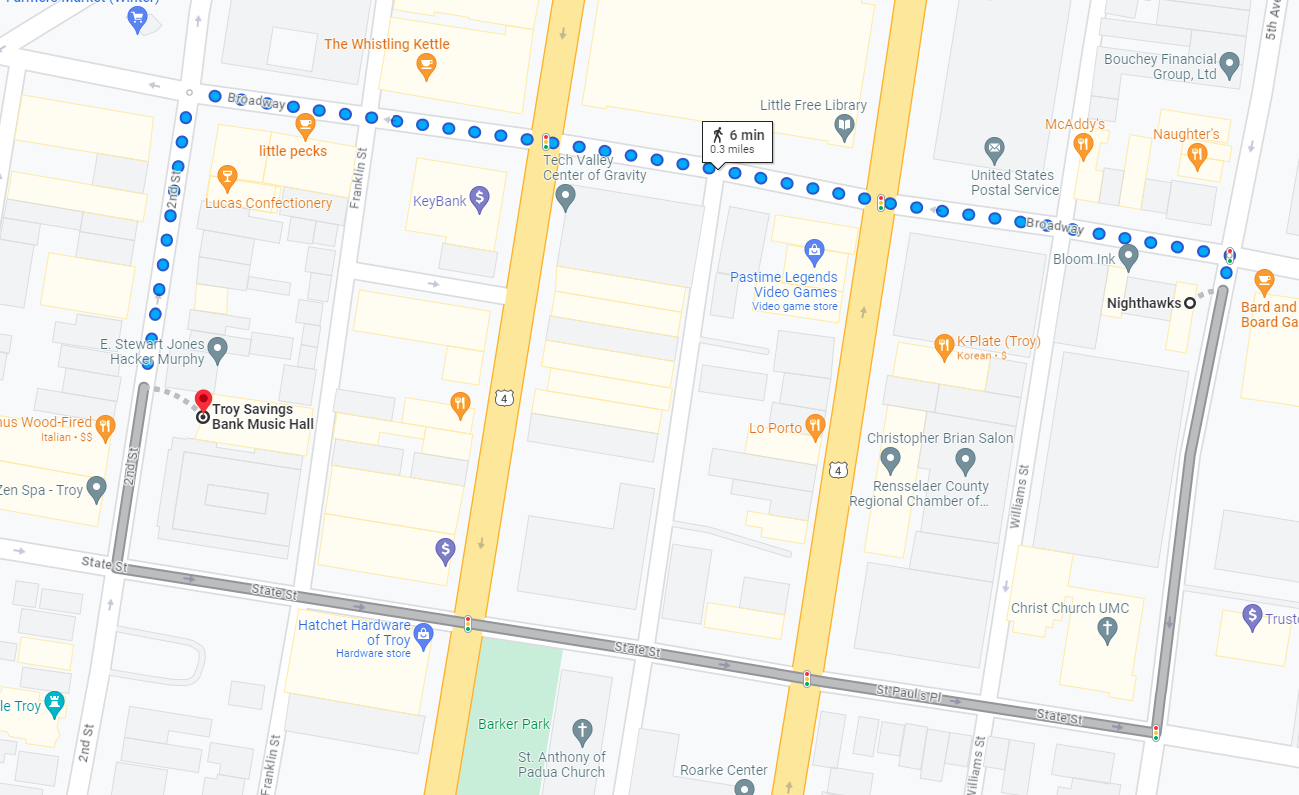 Farmers Market (Winter)
5th Ave
The Whistling Kettle
Bouchey Financial
Group, Ltd
Broadway
Little Free Library
McAddy's
Naughter's
6 min
0.3 miles
little pecks
Tech Valley
Center of Gravity
Franklin St
2nd St
United States
Postal Service
KeyBank
Lucas Confectionery
Broadway
Bloom Ink
Pastime Legends
Video Games
Video game store
Nighthawks
Bard and
Board Ga
E. Stewart Jones
Hacker Murphy
K-Plate (Troy)
Korean • $
4
Troy Savings
Bank Music Hall
nus Wood-Fired
Italian • $$
Lo Porto
Christopher Brian Salon
2nd St
4
Zen Spa - Troy
Rensselaer County
Regional Chamber of…
Williams St
State St
State St
Christ Church UMC
Hatchet Hardware
of Troy
Hardware store
Trustc
State St
St Paul's Pl
State St
le Troy
Barker Park
2nd St
Franklin St
St. Anthony of
Padua Church
Roarke Center
Williams St